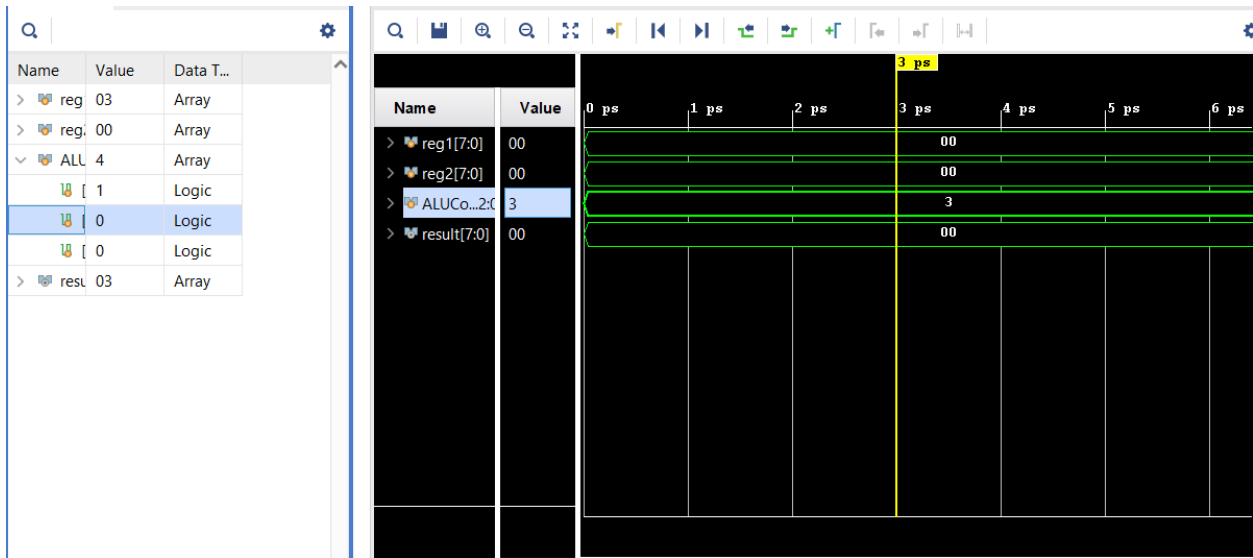 Name Value Data T...
reg 03 Array
reg 00 Array
ALU 4 Array
[ 1 Logic
[ 0 Logic
[ 0 Logic
resu 03 Array
3 ps
Name Value
0 ps 1 ps 2 ps 3 ps 4 ps 5 ps 6 ps
reg1[7:0] 00 00
reg2[7:0] 00 00
ALUCo...2:0 3 3
result[7:0] 00 00